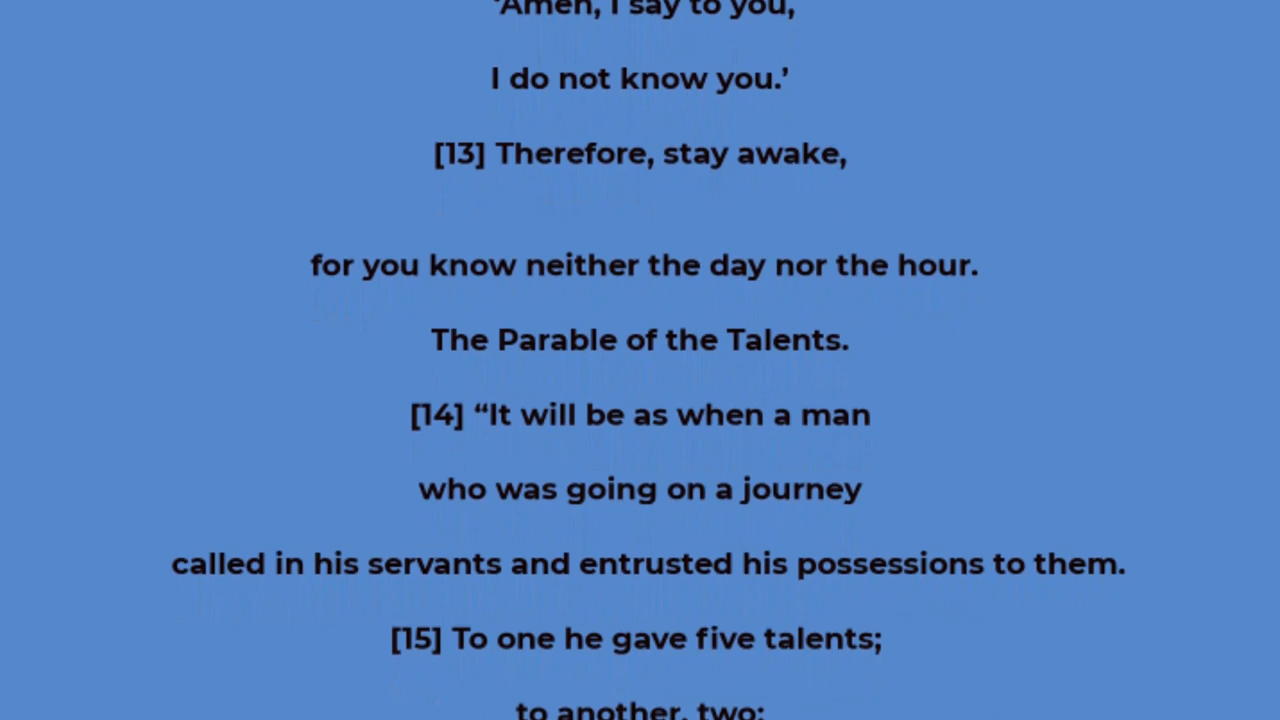 ‘Amen, I say to you,
I do not know you.’
[13] Therefore, stay awake,
for you know neither the day nor the hour.
The Parable of the Talents.
[14] “It will be as when a man
who was going on a journey
called in his servants and entrusted his possessions to them.
[15] To one he gave five talents;
to another, two;